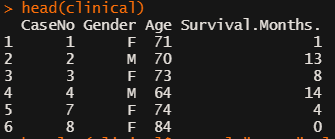 > head(clinical)
CaseNo Gender Age Survival.Months.
1 1 F 71 1
2 2 M 70 13
3 3 F 73 8
4 4 M 64 14
5 7 F 74 4
6 8 F 84 0